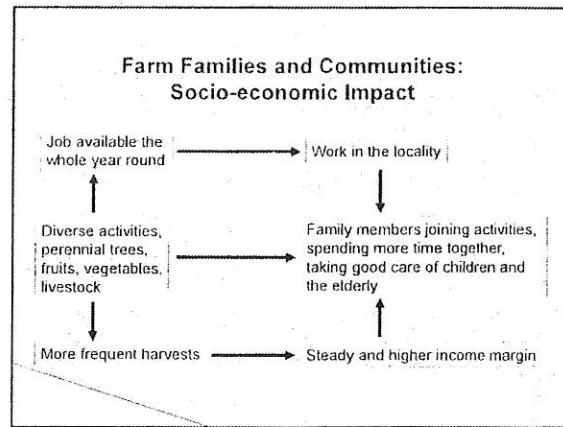 Farm Families and Communities:
Socio-economic Impact
Job available the
whole year round
Work in the locality
Diverse activities,
perennial trees,
fruits, vegetables,
livestock
Family members joining activities,
spending more time together,
taking good care of children and
the elderly
More frequent harvests
Steady and higher income margin